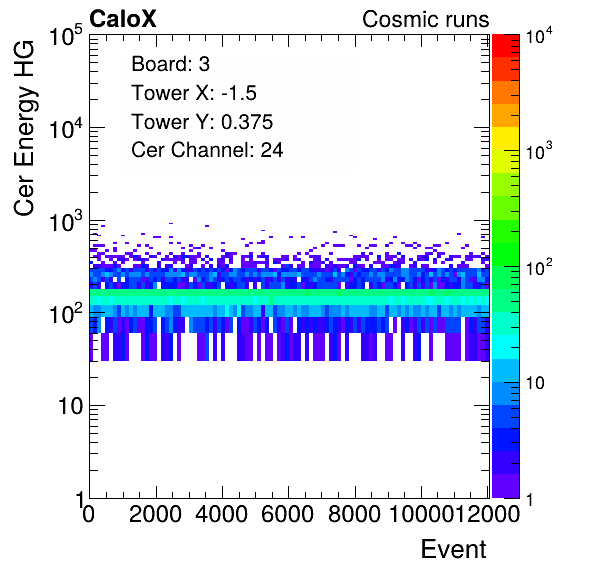 CaloX Cosmic runs
Cer Energy HG
Board: 3
Tower X: -1.5
Tower Y: 0.375
Cer Channel: 24
10^5
10^4
10^3
10^2
10
1
0 2000 4000 6000 8000 10000 12000
Event
10^4
10^3
10^2
10
1